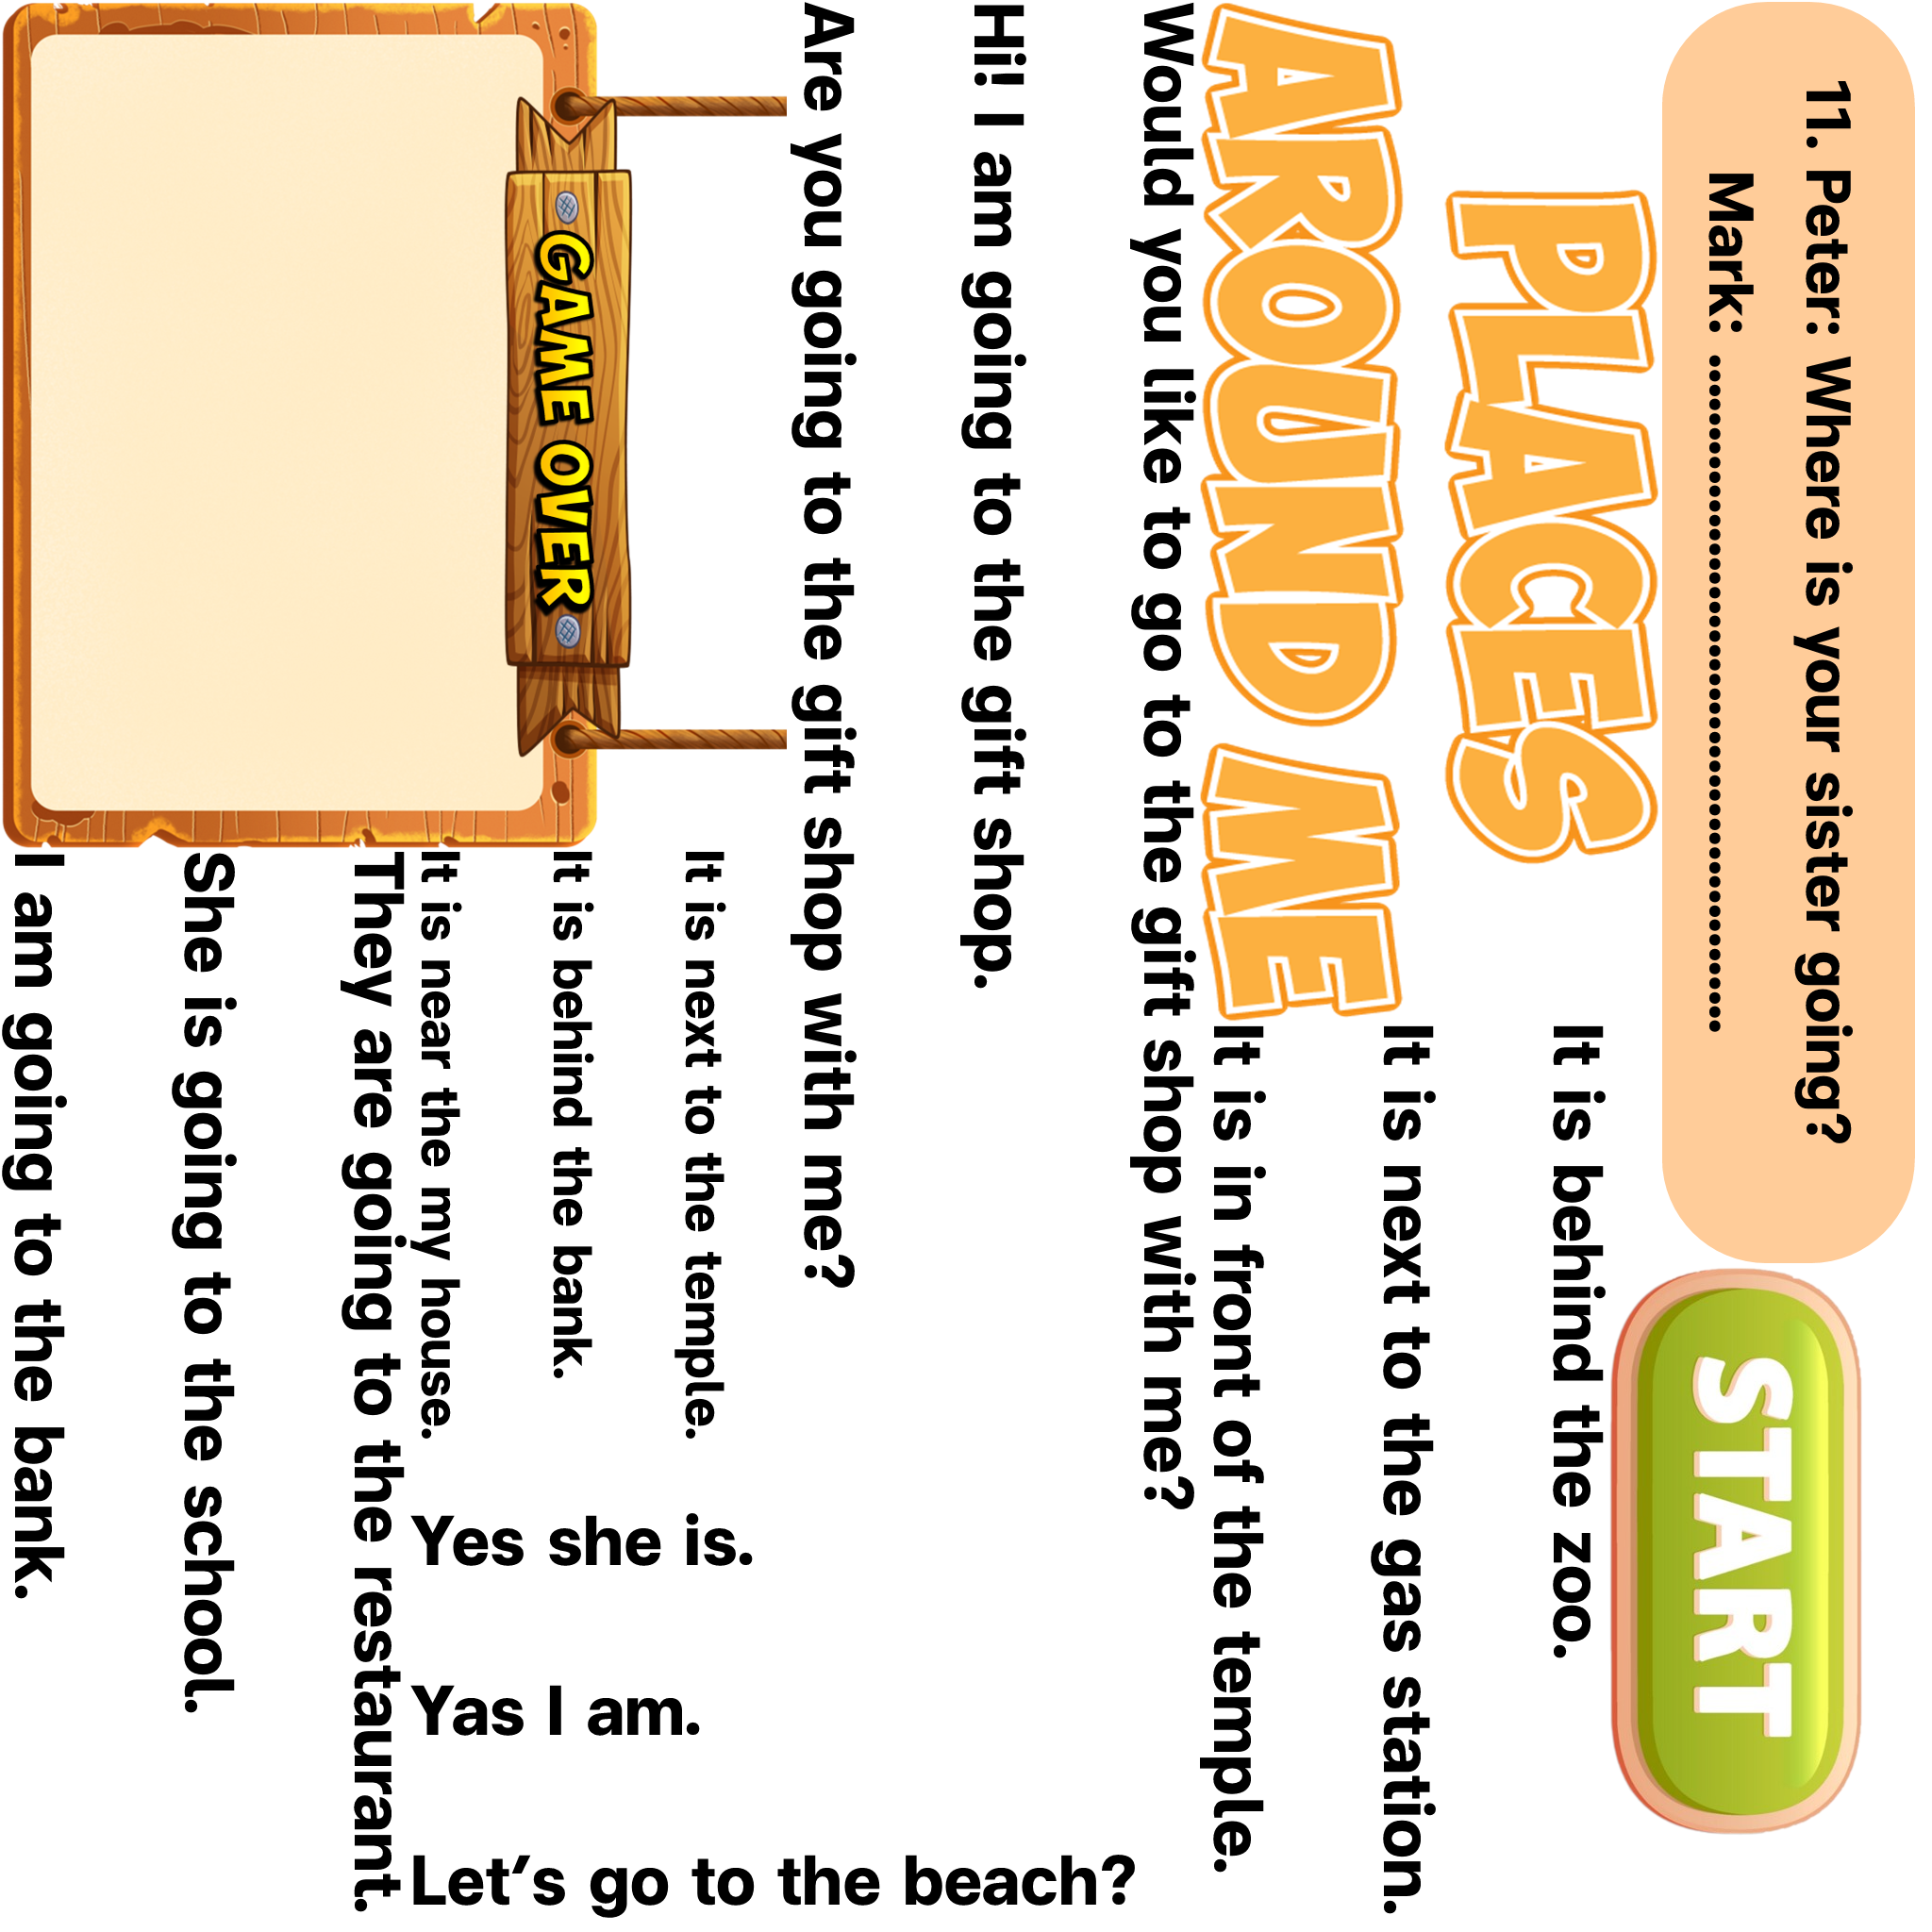 11. Peter: Where is your sister going?
Mark: ......................................................
PLACES
AROUND ME
START
It is behind the zoo.
It is next to the gas station.
It is in front of the temple.
Would you like to go to the gift shop with me?
Hi! I am going to the gift shop.
Are you going to the gift shop with me?
GAME OVER
It is next to the temple.
It is behind the bank.
It is near the my house.
They are going to the restaurant.
She is going to the school.
I am going to the bank.
Yes she is.
Yas I am.
Let's go to the beach?